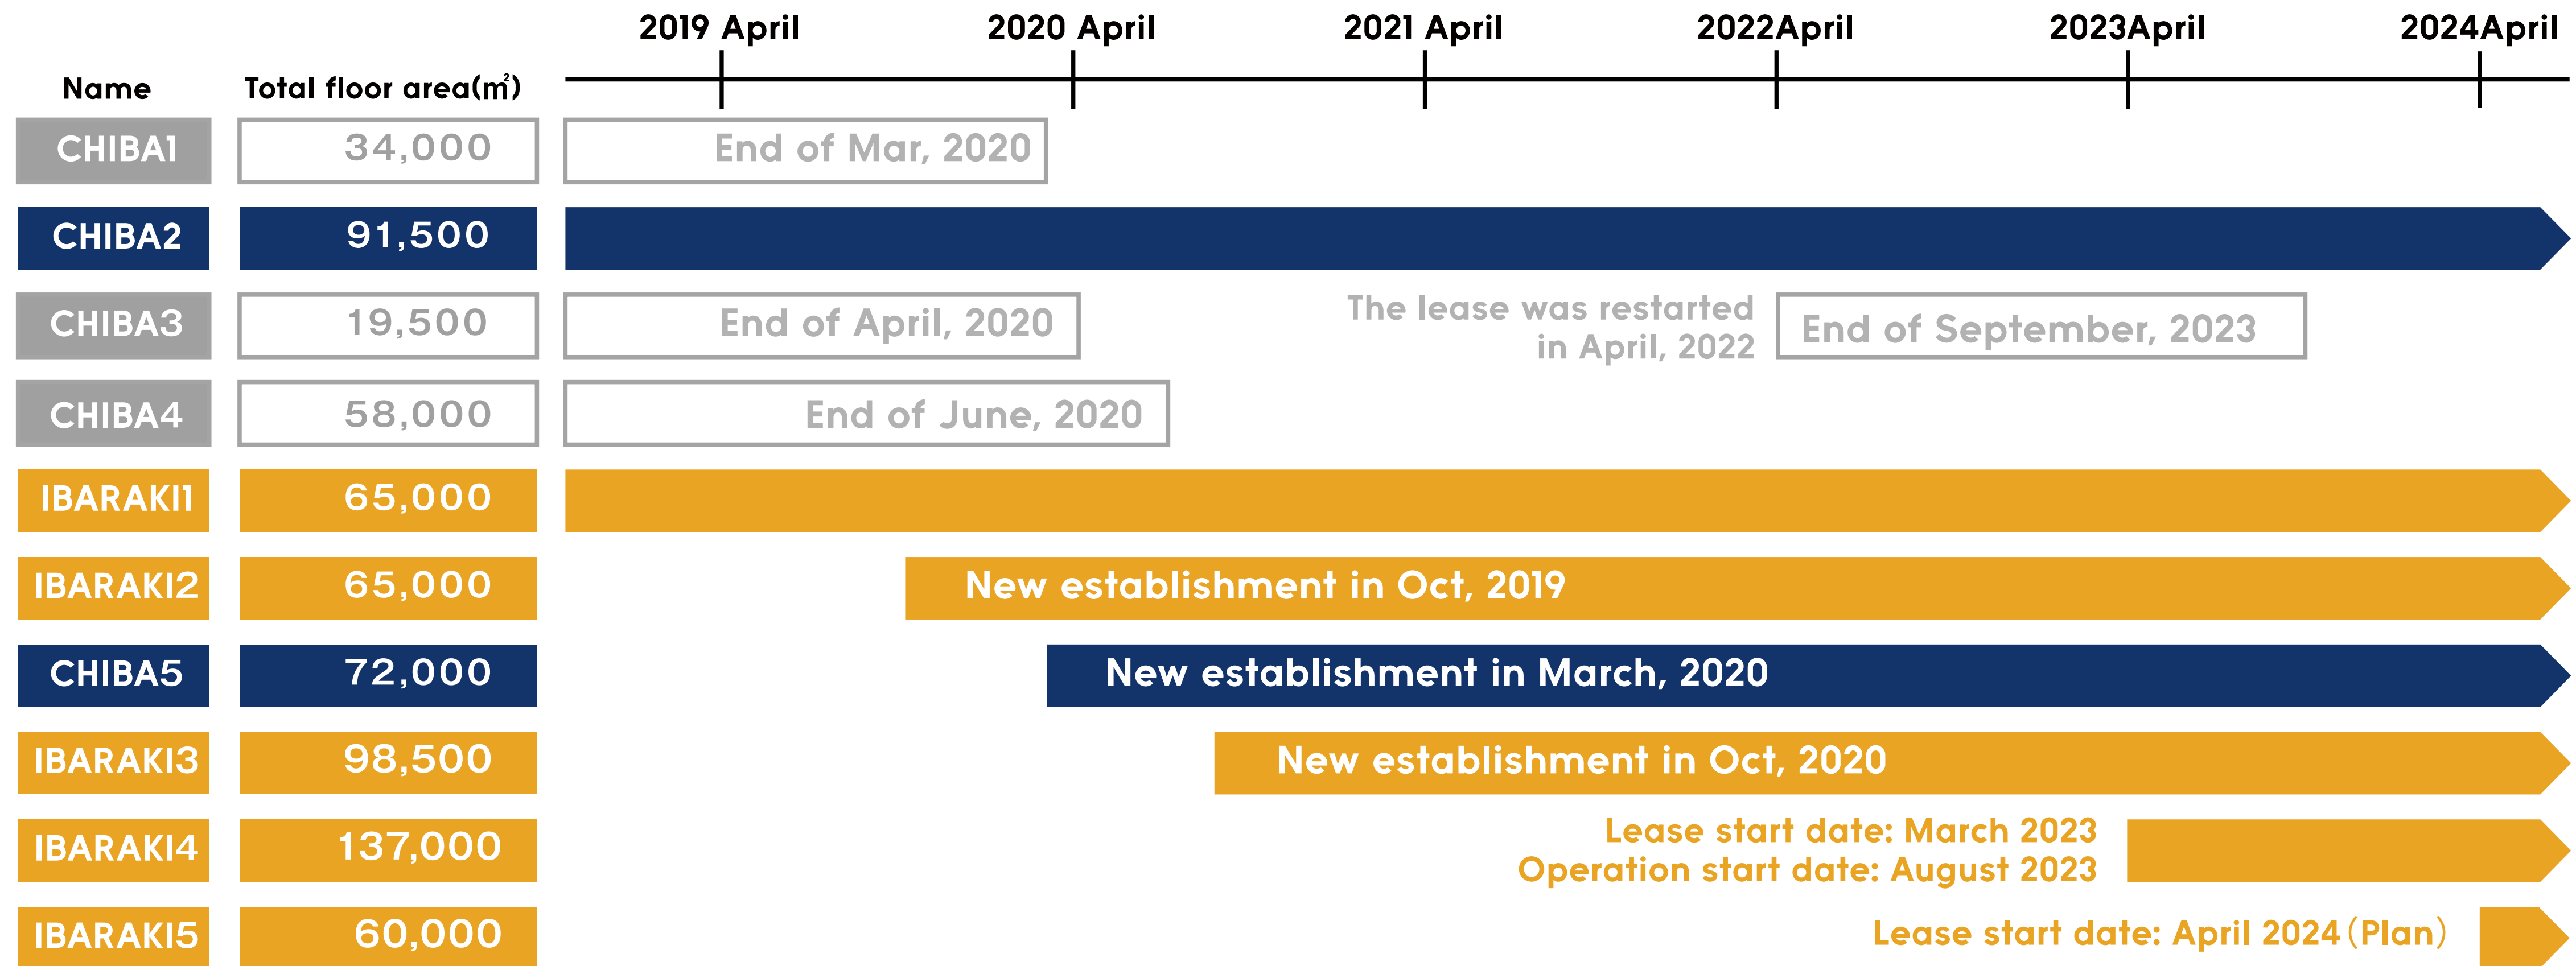 2019 April 2020 April 2021 April 2022April 2023April 2024April
Name Total floor area(㎡)
CHIBA1 34,000 End of Mar, 2020
CHIBA2 91,500
CHIBA3 19,500 End of April, 2020 The lease was restarted
in April, 2022 End of September, 2023
CHIBA4 58,000 End of June, 2020
IBARAKI1 65,000
IBARAKI2 65,000 New establishment in Oct, 2019
CHIBA5 72,000 New establishment in March, 2020
IBARAKI3 98,500 New establishment in Oct, 2020
IBARAKI4 137,000 Lease start date: March 2023
Operation start date: August 2023
IBARAKI5 60,000 Lease start date: April 2024（Plan）